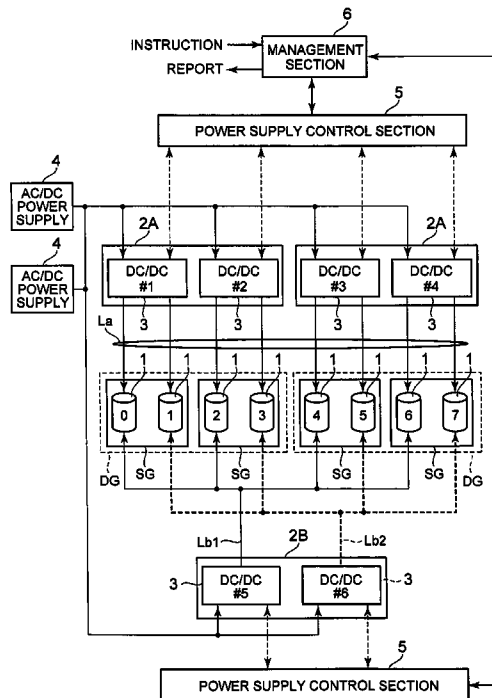 6
INSTRUCTION
MANAGEMENT
SECTION
REPORT
5
POWER SUPPLY CONTROL SECTION
4
AC/DC
POWER
SUPPLY
4
AC/DC
POWER
SUPPLY
2A 2A
DC/DC
#1
DC/DC
#2
DC/DC
#3
DC/DC
#4
3 3 3 3
La
1 1 1 1 1 1 1 1
0 1 2 3 4 5 6 7
DG SG SG SG SG DG
Lb1 2B Lb2
3 DC/DC
#5
DC/DC
#6
3
5
POWER SUPPLY CONTROL SECTION